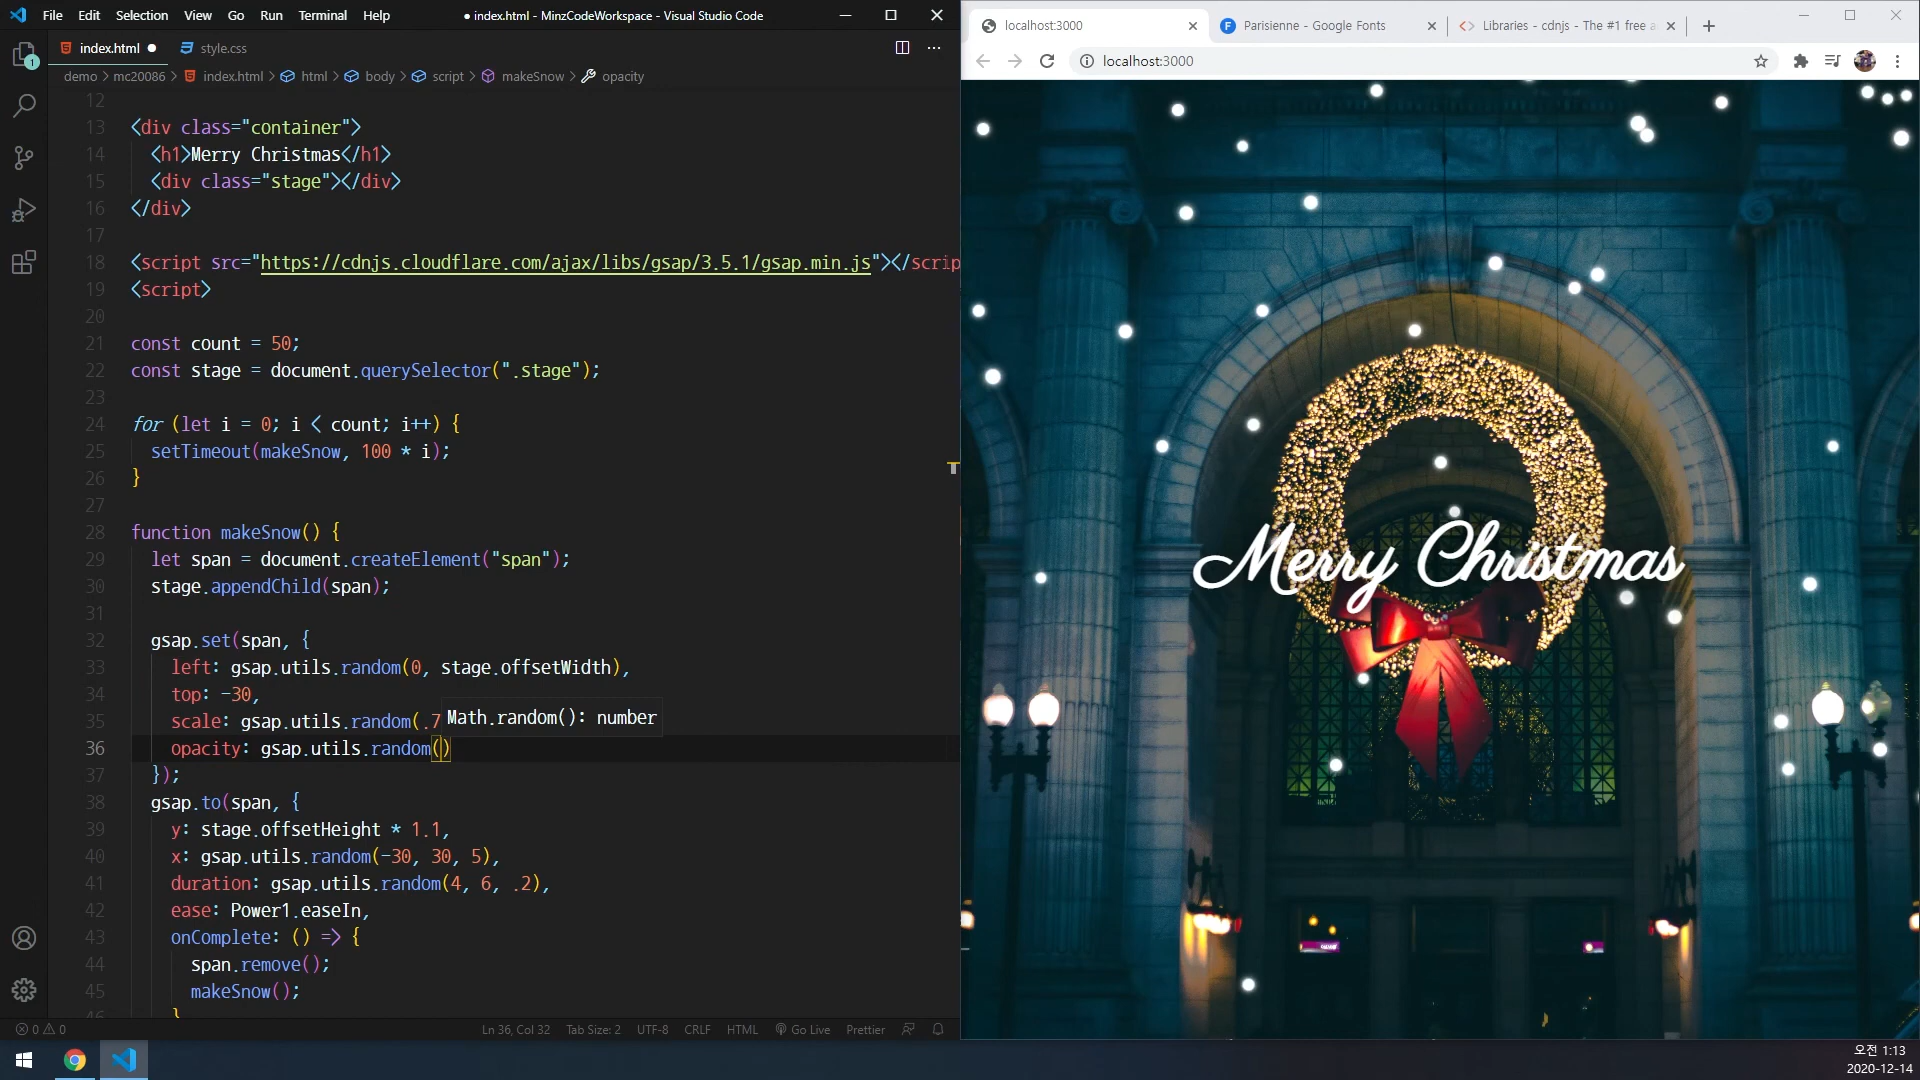 File Edit Selection View Go Run Terminal Help
● index.html - MinzCodeWorkspace - Visual Studio Code
index.html ●
style.css
demo > mc20086 > index.html > html > body > script > makeSnow > opacity
1
12
13 <div class="container">
14 <h1>Merry Christmas</h1>
15 <div class="stage"></div>
16 </div>
17
18 <script src="https://cdnjs.cloudflare.com/ajax/libs/gsap/3.5.1/gsap.min.js"></scrip
19 <script>
20
21 const count = 50;
22 const stage = document.querySelector(".stage");
23
24 for (let i = 0; i < count; i++) {
25 setTimeout(makeSnow, 100 * i);
26 }
27
28 function makeSnow() {
29 let span = document.createElement("span");
30 stage.appendChild(span);
31
32 gsap.set(span, {
33 left: gsap.utils.random(0, stage.offsetWidth),
34 top: -30,
35 scale: gsap.utils.random(.7
Math.random(): number
36 opacity: gsap.utils.random()
37 });
38 gsap.to(span, {
39 y: stage.offsetHeight * 1.1,
40 x: gsap.utils.random(-30, 30, 5),
41 duration: gsap.utils.random(4, 6, .2),
42 ease: Power1.easeIn,
43 onComplete: () => {
44 span.remove();
45 makeSnow();
46 }
0 0
Ln 36, Col 32 Tab Size: 2 UTF-8 CRLF HTML Go Live Prettier
localhost:3000
Parisienne - Google Fonts
Libraries - cdnjs - The #1 free a
localhost:3000
Merry Christmas
오전 1:13
2020-12-14